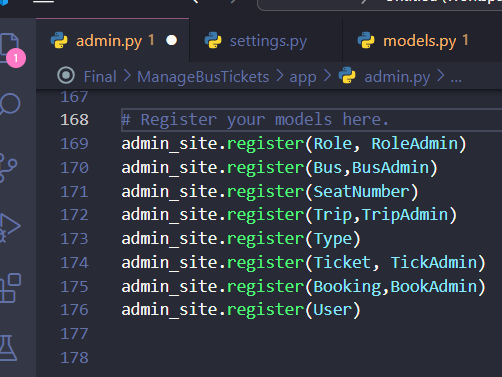 admin.py 1 settings.py models.py 1
1
Final > ManageBusTickets > app > admin.py > ...
167
168 # Register your models here.
169 admin_site.register(Role, RoleAdmin)
170 admin_site.register(Bus,BusAdmin)
171 admin_site.register(SeatNumber)
172 admin_site.register(Trip,TripAdmin)
173 admin_site.register(Type)
174 admin_site.register(Ticket, TickAdmin)
175 admin_site.register(Booking,BookAdmin)
176 admin_site.register(User)
177
178